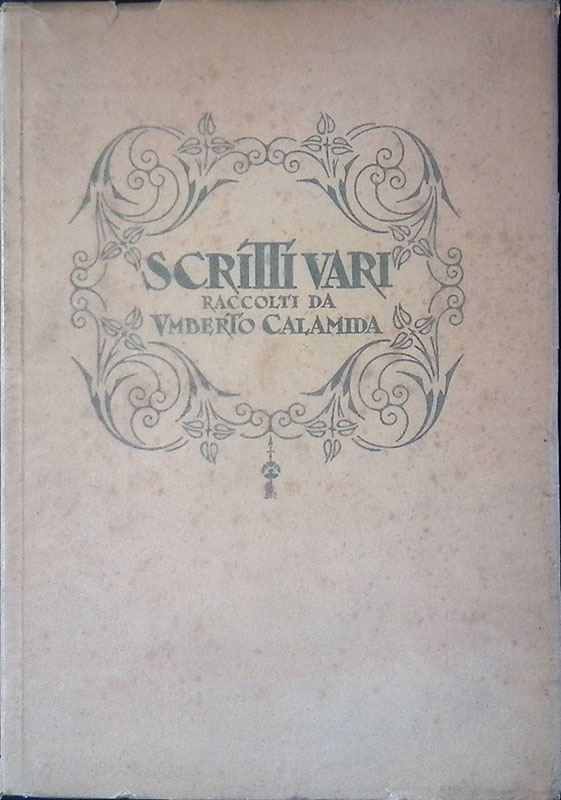 SCRITTI VARI
RACCOLTI DA
VMBERTO CALAMIDA